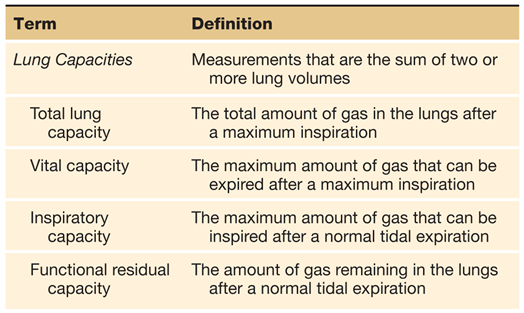 Term Definition
Lung Capacities Measurements that are the sum of two or
more lung volumes
Total lung The total amount of gas in the lungs after
capacity a maximum inspiration
Vital capacity The maximum amount of gas that can be
expired after a maximum inspiration
Inspiratory The maximum amount of gas that can be
capacity inspired after a normal tidal expiration
Functional residual The amount of gas remaining in the lungs
capacity after a normal tidal expiration